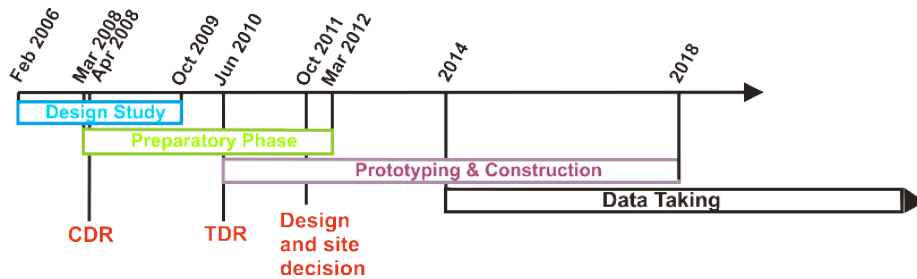 Feb 2006
Mar 2008
Apr 2008
Oct 2009
Jun 2010
Oct 2011
Mar 2012
2014
2018
Design Study
Preparatory Phase
Prototyping & Construction
Data Taking
CDR
TDR
Design
and site
decision